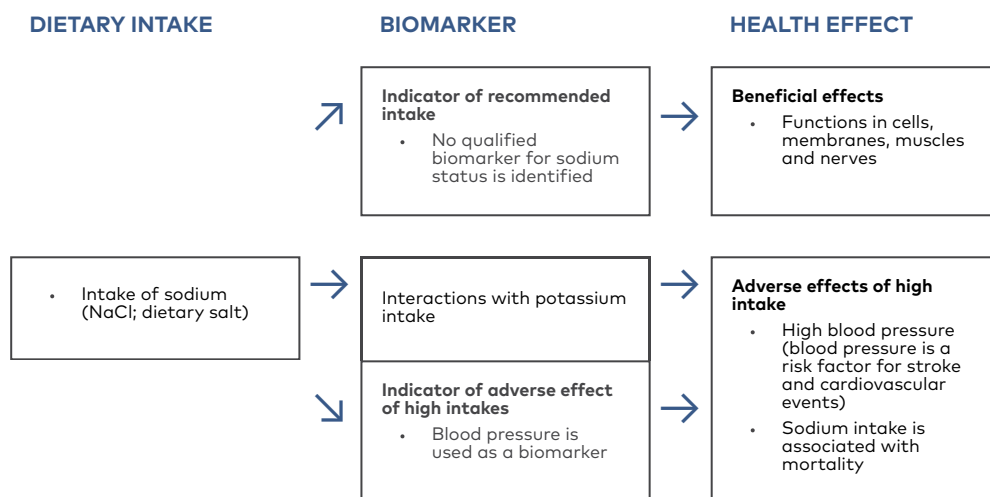 DIETARY INTAKE
BIOMARKER
HEALTH EFFECT
Indicator of recommended
intake
• No qualified
biomarker for sodium
status is identified
Beneficial effects
• Functions in cells,
membranes, muscles
and nerves
• Intake of sodium
(NaCl; dietary salt)
Interactions with potassium
intake
Indicator of adverse effect
of high intakes
• Blood pressure is
used as a biomarker
Adverse effects of high
intake
• High blood pressure
(blood pressure is a
risk factor for stroke
and cardiovascular
events)
• Sodium intake is
associated with
mortality